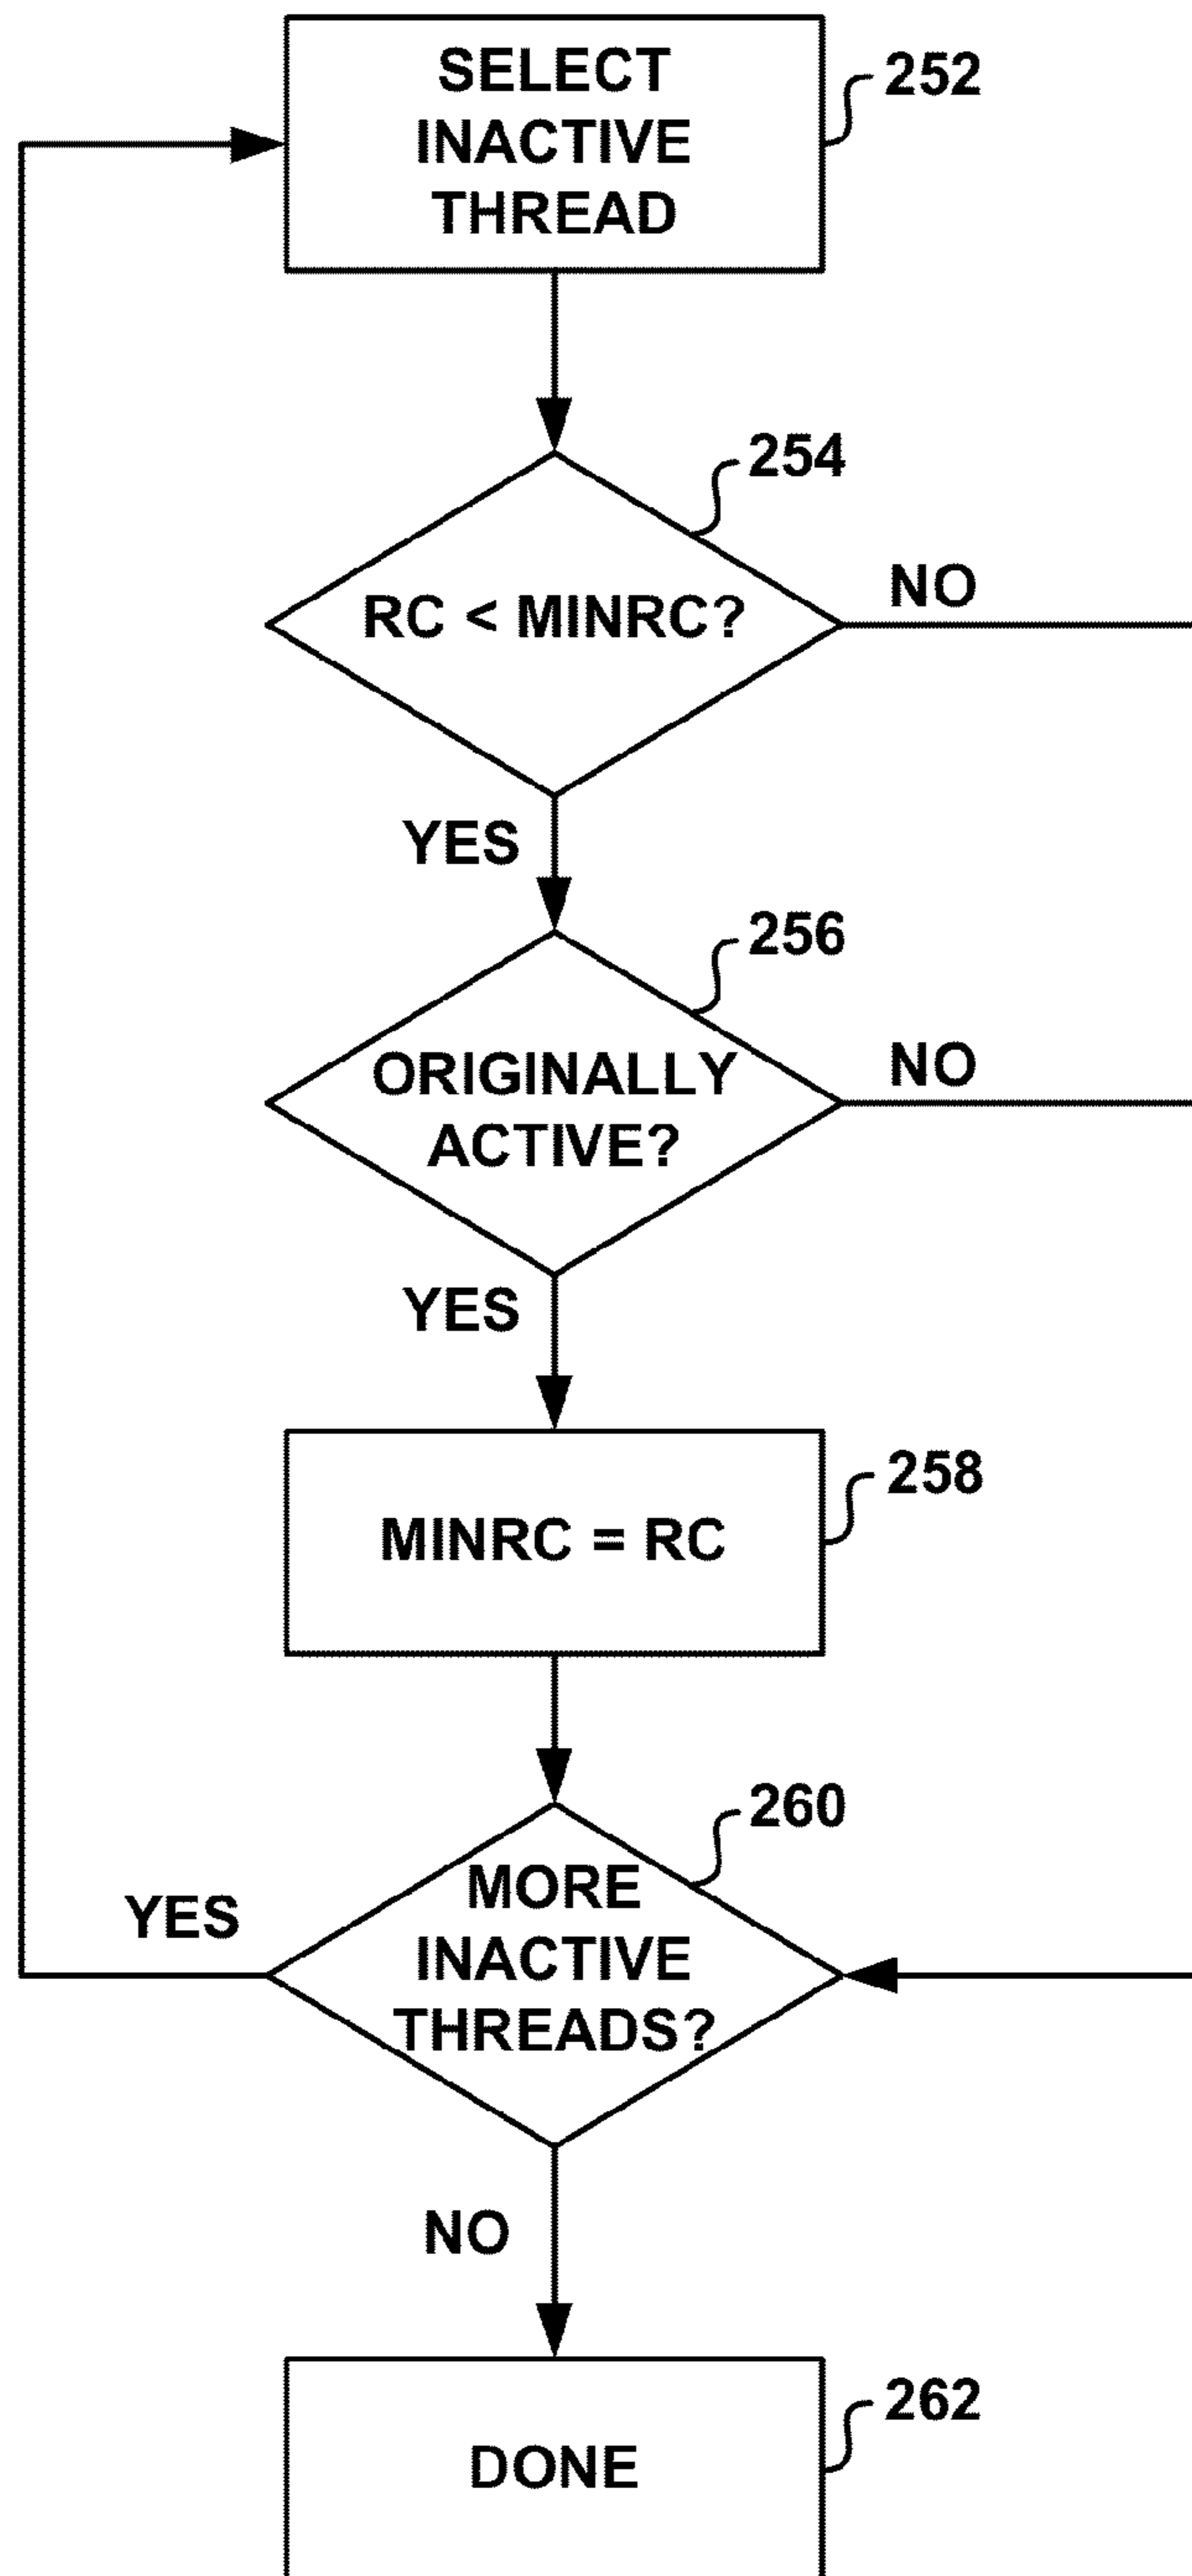 SELECT
INACTIVE
THREAD
252
254
RC < MINRC?
NO
YES
256
ORIGINALLY
ACTIVE?
NO
YES
258
MINRC = RC
260
MORE
INACTIVE
THREADS?
YES
NO
262
DONE